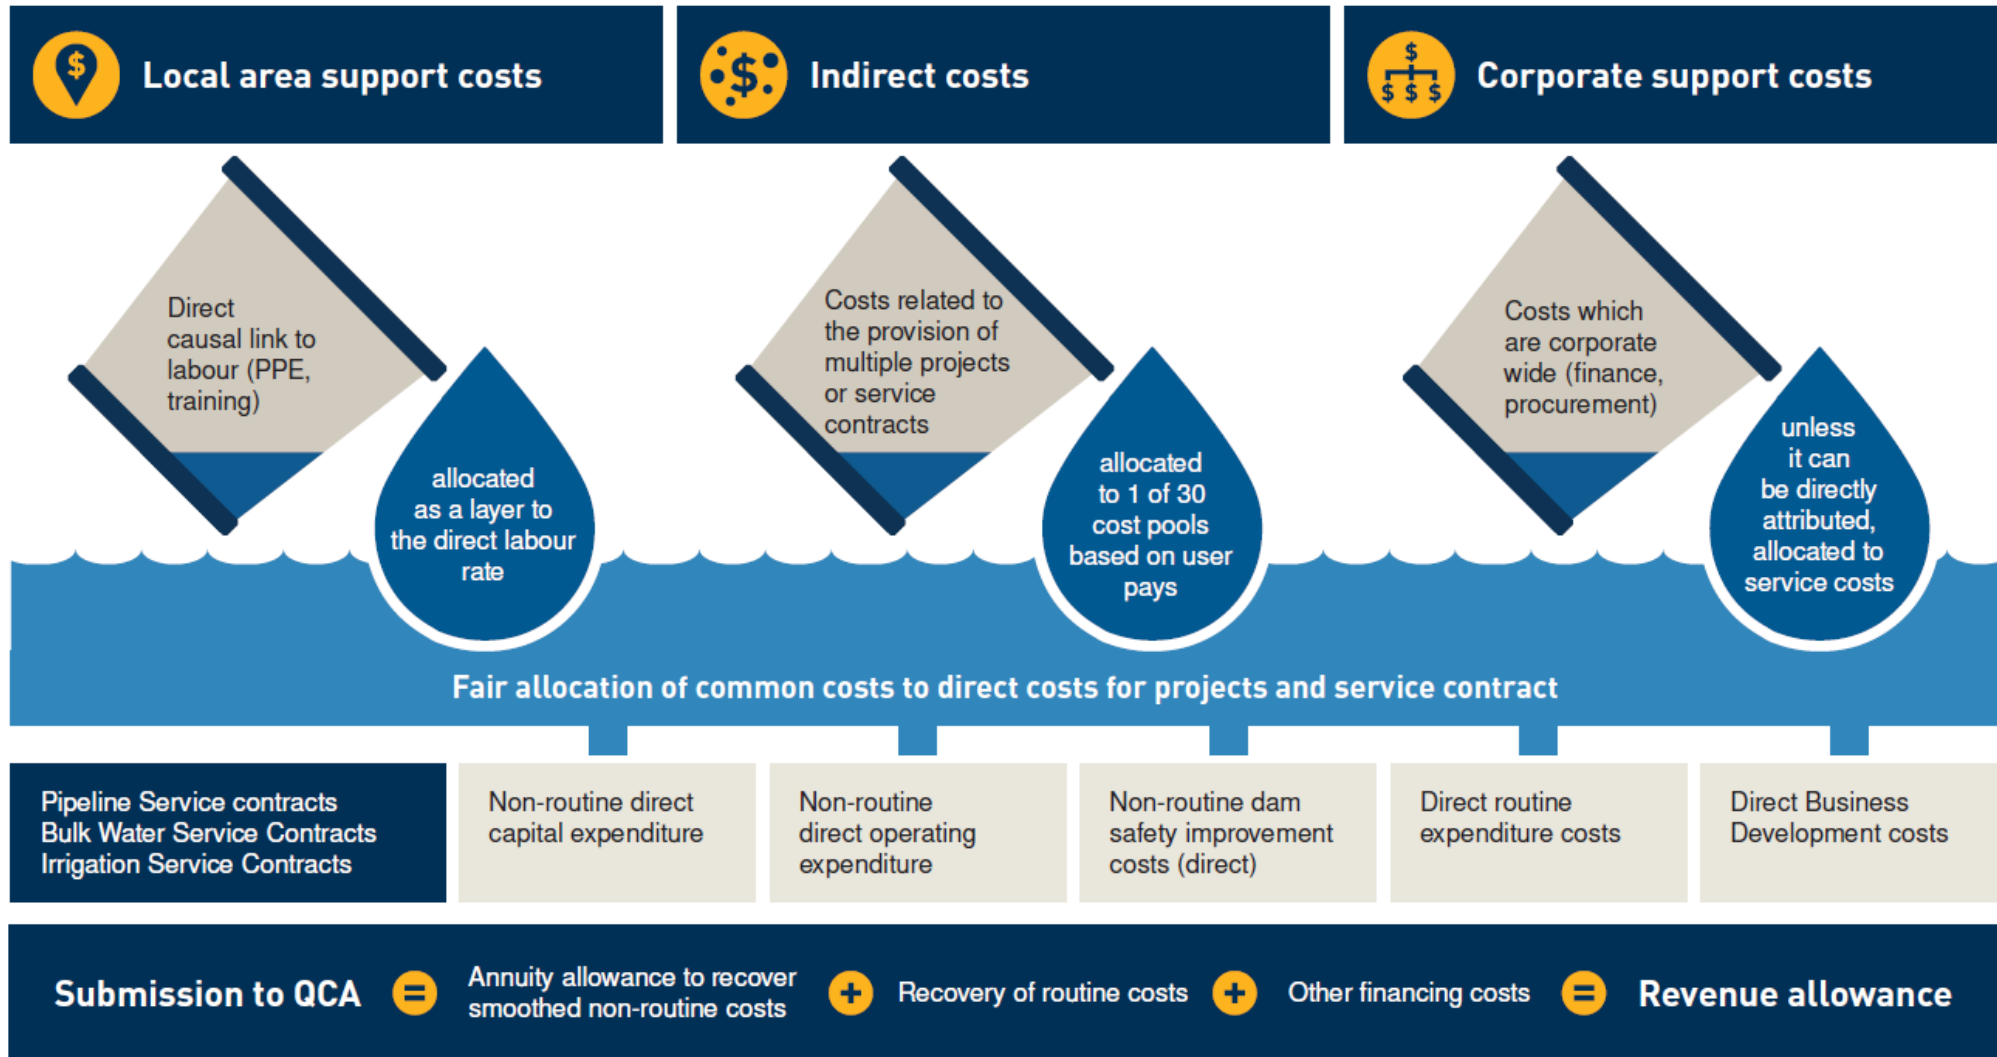 Local area support costs
Indirect costs
Corporate support costs
Direct
causal link to
labour (PPE,
training)
allocated
as a layer to
the direct labour
rate
Costs related to
the provision of
multiple projects
or service
contracts
allocated
to 1 of 30
cost pools
based on user
pays
Costs which
are corporate
wide (finance,
procurement)
unless
it can
be directly
attributed,
allocated to
service costs
Fair allocation of common costs to direct costs for projects and service contract
Pipeline Service contracts
Bulk Water Service Contracts
Irrigation Service Contracts
Non-routine direct
capital expenditure
Non-routine
direct operating
expenditure
Non-routine dam
safety improvement
costs (direct)
Direct routine
expenditure costs
Direct Business
Development costs
Submission to QCA
=
Annuity allowance to recover
smoothed non-routine costs
+
Recovery of routine costs
+
Other financing costs
=
Revenue allowance